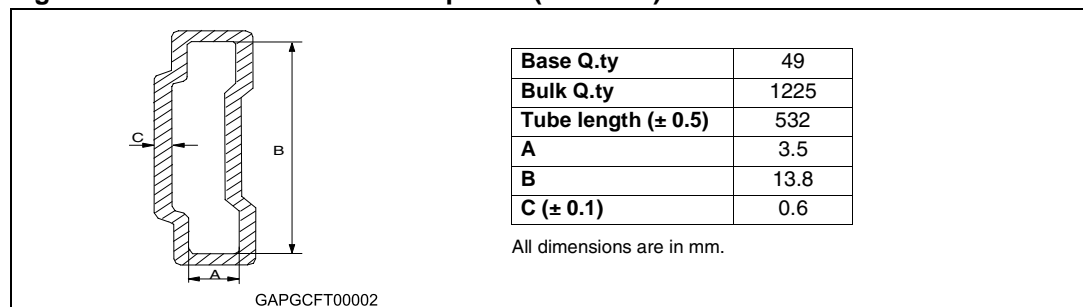 C
B
A
GAPGCFT00002
Base Q.ty 49
Bulk Q.ty 1225
Tube length (± 0.5) 532
A 3.5
B 13.8
C (± 0.1) 0.6
All dimensions are in mm.